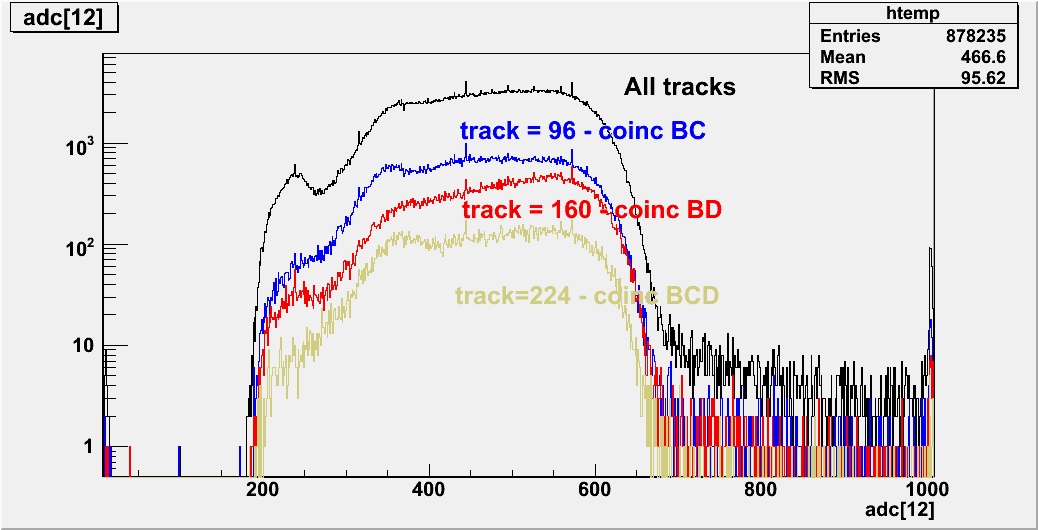 adc[12]
htemp
Entries 878235
Mean 466.6
RMS 95.62
All tracks
track = 96 - coinc BC
track = 160 - coinc BD
track=224 - coinc BCD
10³
10²
10
1
200 400 600 800 1000
adc[12]